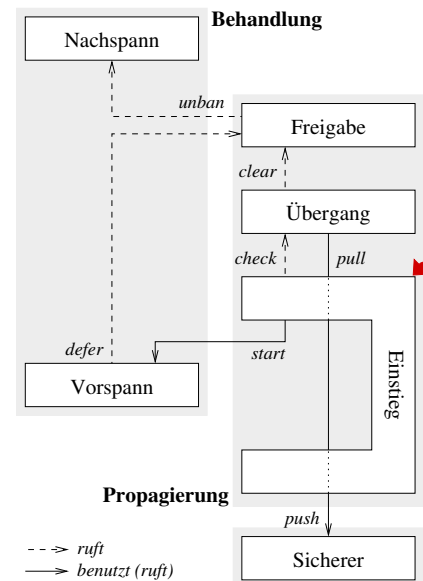 Behandlung
Nachspann
unban
Freigabe
clear
Übergang
check
pull
defer
start
Vorspann
Einstieg
Propagierung
push
ruft
benutzt (ruft)
Sicherer